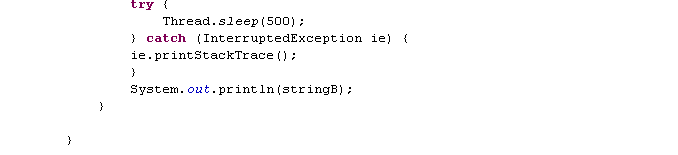 try {
Thread.sleep(500);
} catch (InterruptedException ie) {
ie.printStackTrace();
}
System.out.println(stringB);
}
}